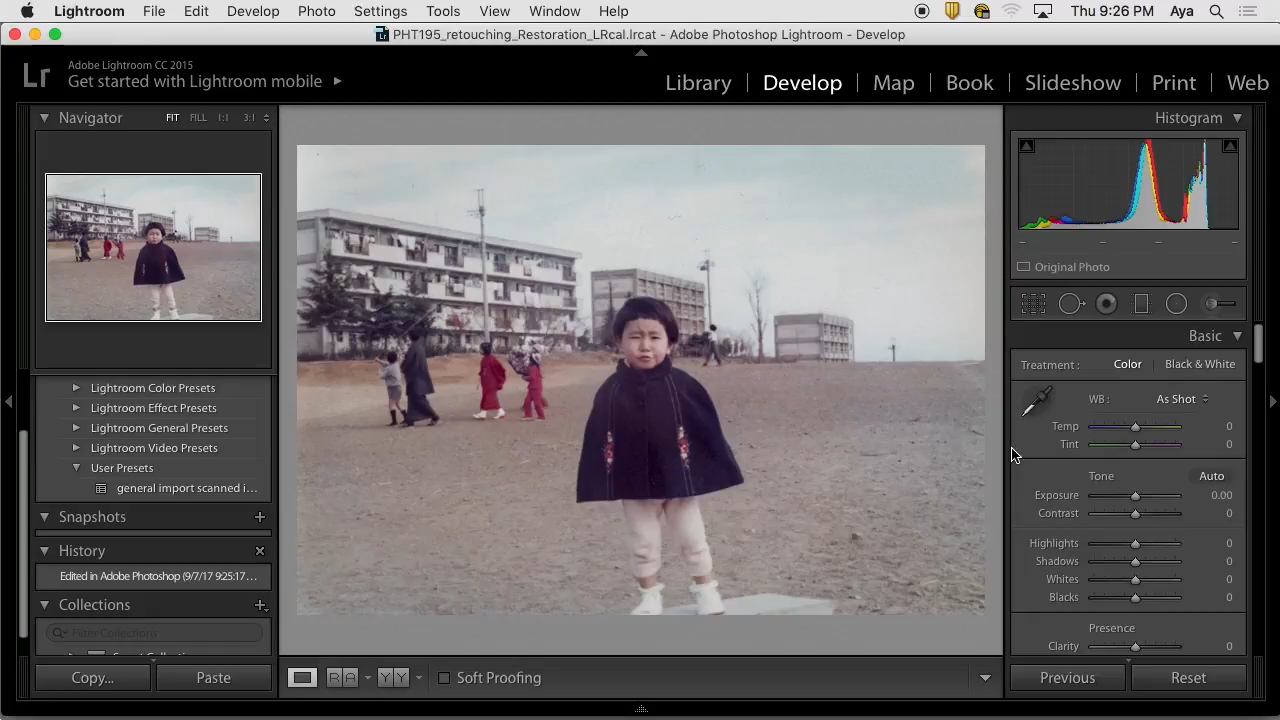 Lightroom File Edit Develop Photo Settings Tools View Window Help Thu 9:26 PM Aya
Lr PHT195_retouching_Restoration_LRcal.lrcat - Adobe Photoshop Lightroom - Develop
Lr
Adobe Lightroom CC 2015
Get started with Lightroom mobile
Library | Develop | Map | Book | Slideshow | Print | Web
Navigator FIT FILL 1:1 3:1
Lightroom Color Presets
Lightroom Effect Presets
Lightroom General Presets
Lightroom Video Presets
User Presets
general import scanned i...
Snapshots
History
Edited in Adobe Photoshop (9/7/17 9:25:17...
Collections
Filter Collections
Copy...
Paste
R A
Y Y
Soft Proofing
Histogram
Original Photo
Basic
Treatment : Color | Black & White
WB : As Shot
Temp 0
Tint 0
Tone Auto
Exposure 0.00
Contrast 0
Highlights 0
Shadows 0
Whites 0
Blacks 0
Presence
Clarity 0
Previous
Reset